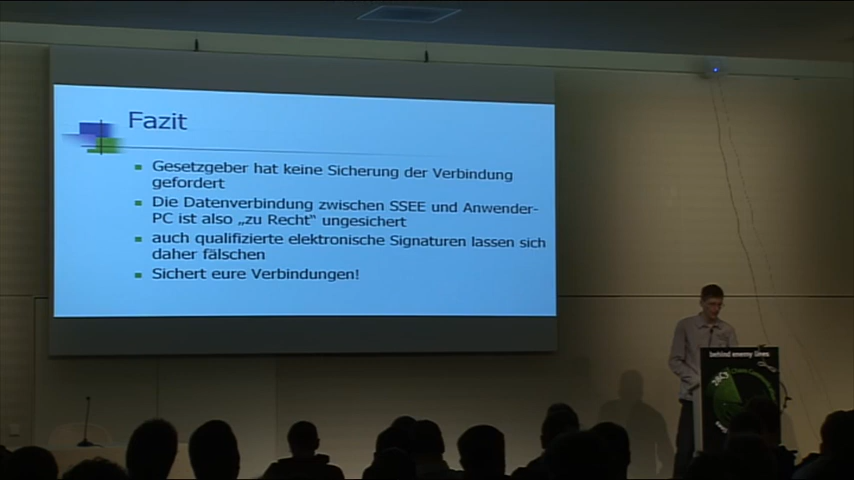 Fazit
Gesetzgeber hat keine Sicherung der Verbindung
gefordert
Die Datenverbindung zwischen SSEE und Anwender-
PC ist also „zu Recht“ ungesichert
auch qualifizierte elektronische Signaturen lassen sich
daher fälschen
Sichert eure Verbindungen!
behind enemy lines